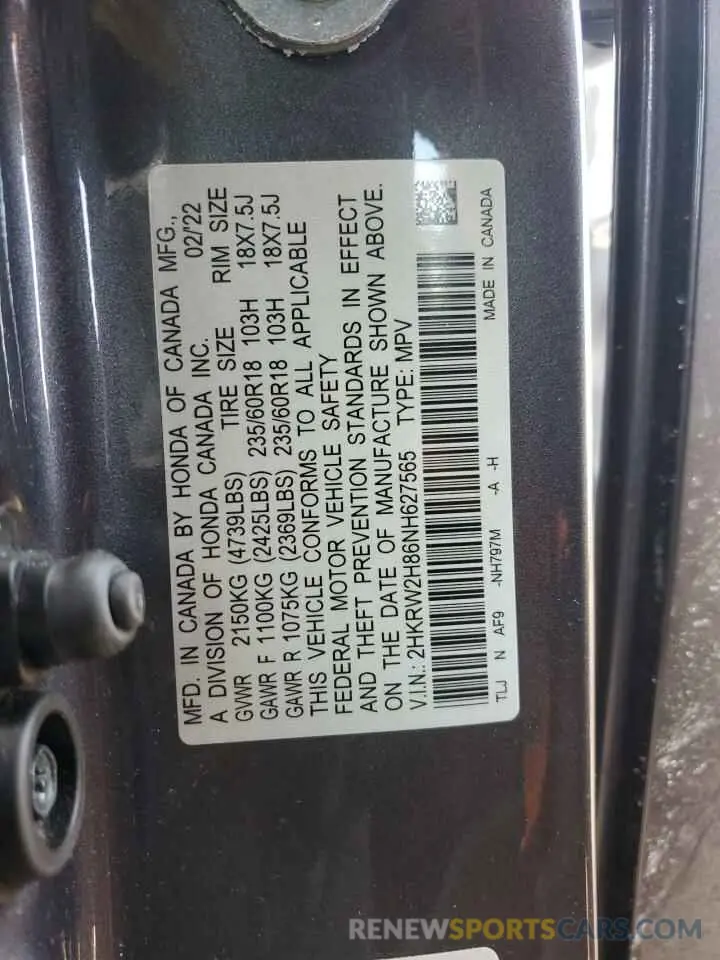 MFD. IN CANADA BY HONDA OF CANADA MFG.,
A DIVISION OF HONDA CANADA INC. 02/'22
GVWR 2150KG (4739LBS) TIRE SIZE RIM SIZE
GAWR F 1100KG (2425LBS) 235/60R18 103H 18X7.5J
GAWR R 1075KG (2369LBS) 235/60R18 103H 18X7.5J
THIS VEHICLE CONFORMS TO ALL APPLICABLE
FEDERAL MOTOR VEHICLE SAFETY
AND THEFT PREVENTION STANDARDS IN EFFECT
ON THE DATE OF MANUFACTURE SHOWN ABOVE.
V.I.N.: 2HKRW2H86NH627565 TYPE: MPV
TLJ N AF9 -NH797M -A -H MADE IN CANADA
RENEWSPORTSCARS.COM